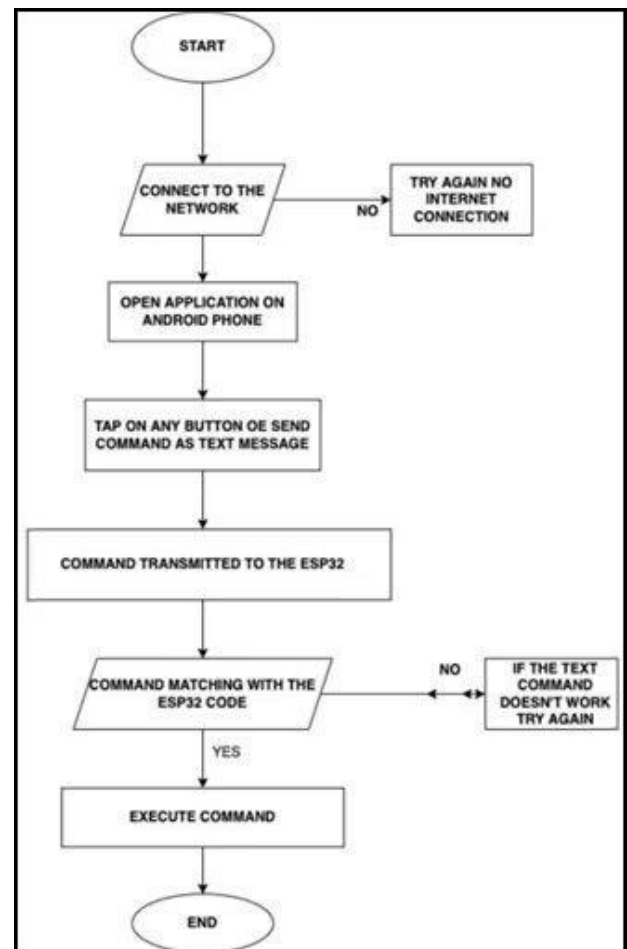 START
CONNECT TO THE
NETWORK
NO
TRY AGAIN NO
INTERNET
CONNECTION
OPEN APPLICATION ON
ANDROID PHONE
TAP ON ANY BUTTON OE SEND
COMMAND AS TEXT MESSAGE
COMMAND TRANSMITTED TO THE ESP32
COMMAND MATCHING WITH THE
ESP32 CODE
NO
IF THE TEXT
COMMAND
DOESN'T WORK
TRY AGAIN
YES
EXECUTE COMMAND
END